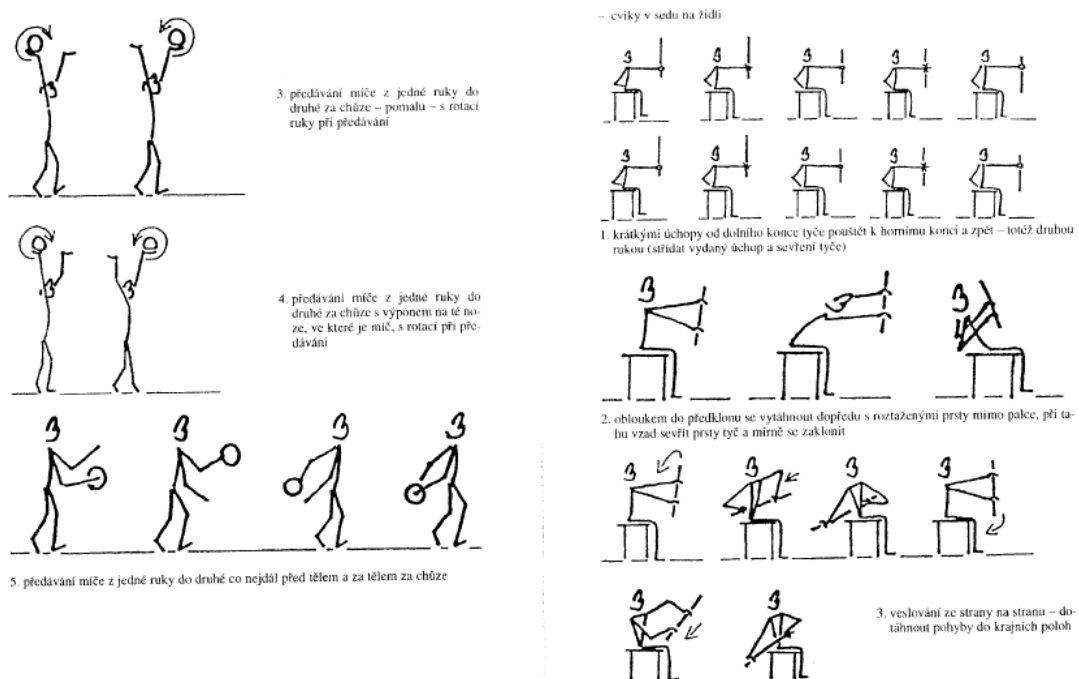 3. předávání míče z jedné ruky do
druhé za chůze – pomalu – s rotací
ruky při předávání
4. předávání míče z jedné ruky do
druhé za chůze s výponem na té no-
ze, ve které je míč, s rotací při pře-
dávání
5. předávání míče z jedné ruky do druhé co nejdál před tělem a za tělem za chůze
– cviky v sedu na židli
1. krátkými úchopy od dolního konce tyče pouštět k hornímu konci a zpět – totéž druhou
rukou (střídat vydaný úchop a sevření tyče)
2. obloukem do předklonu se vytáhnout dopředu s roztaženými prsty mimo palce, při ta-
hu vzad sevřít prsty tyč a mírně se zaklonit
3. veslování ze strany na stranu – do-
táhnout pohyby do krajních poloh